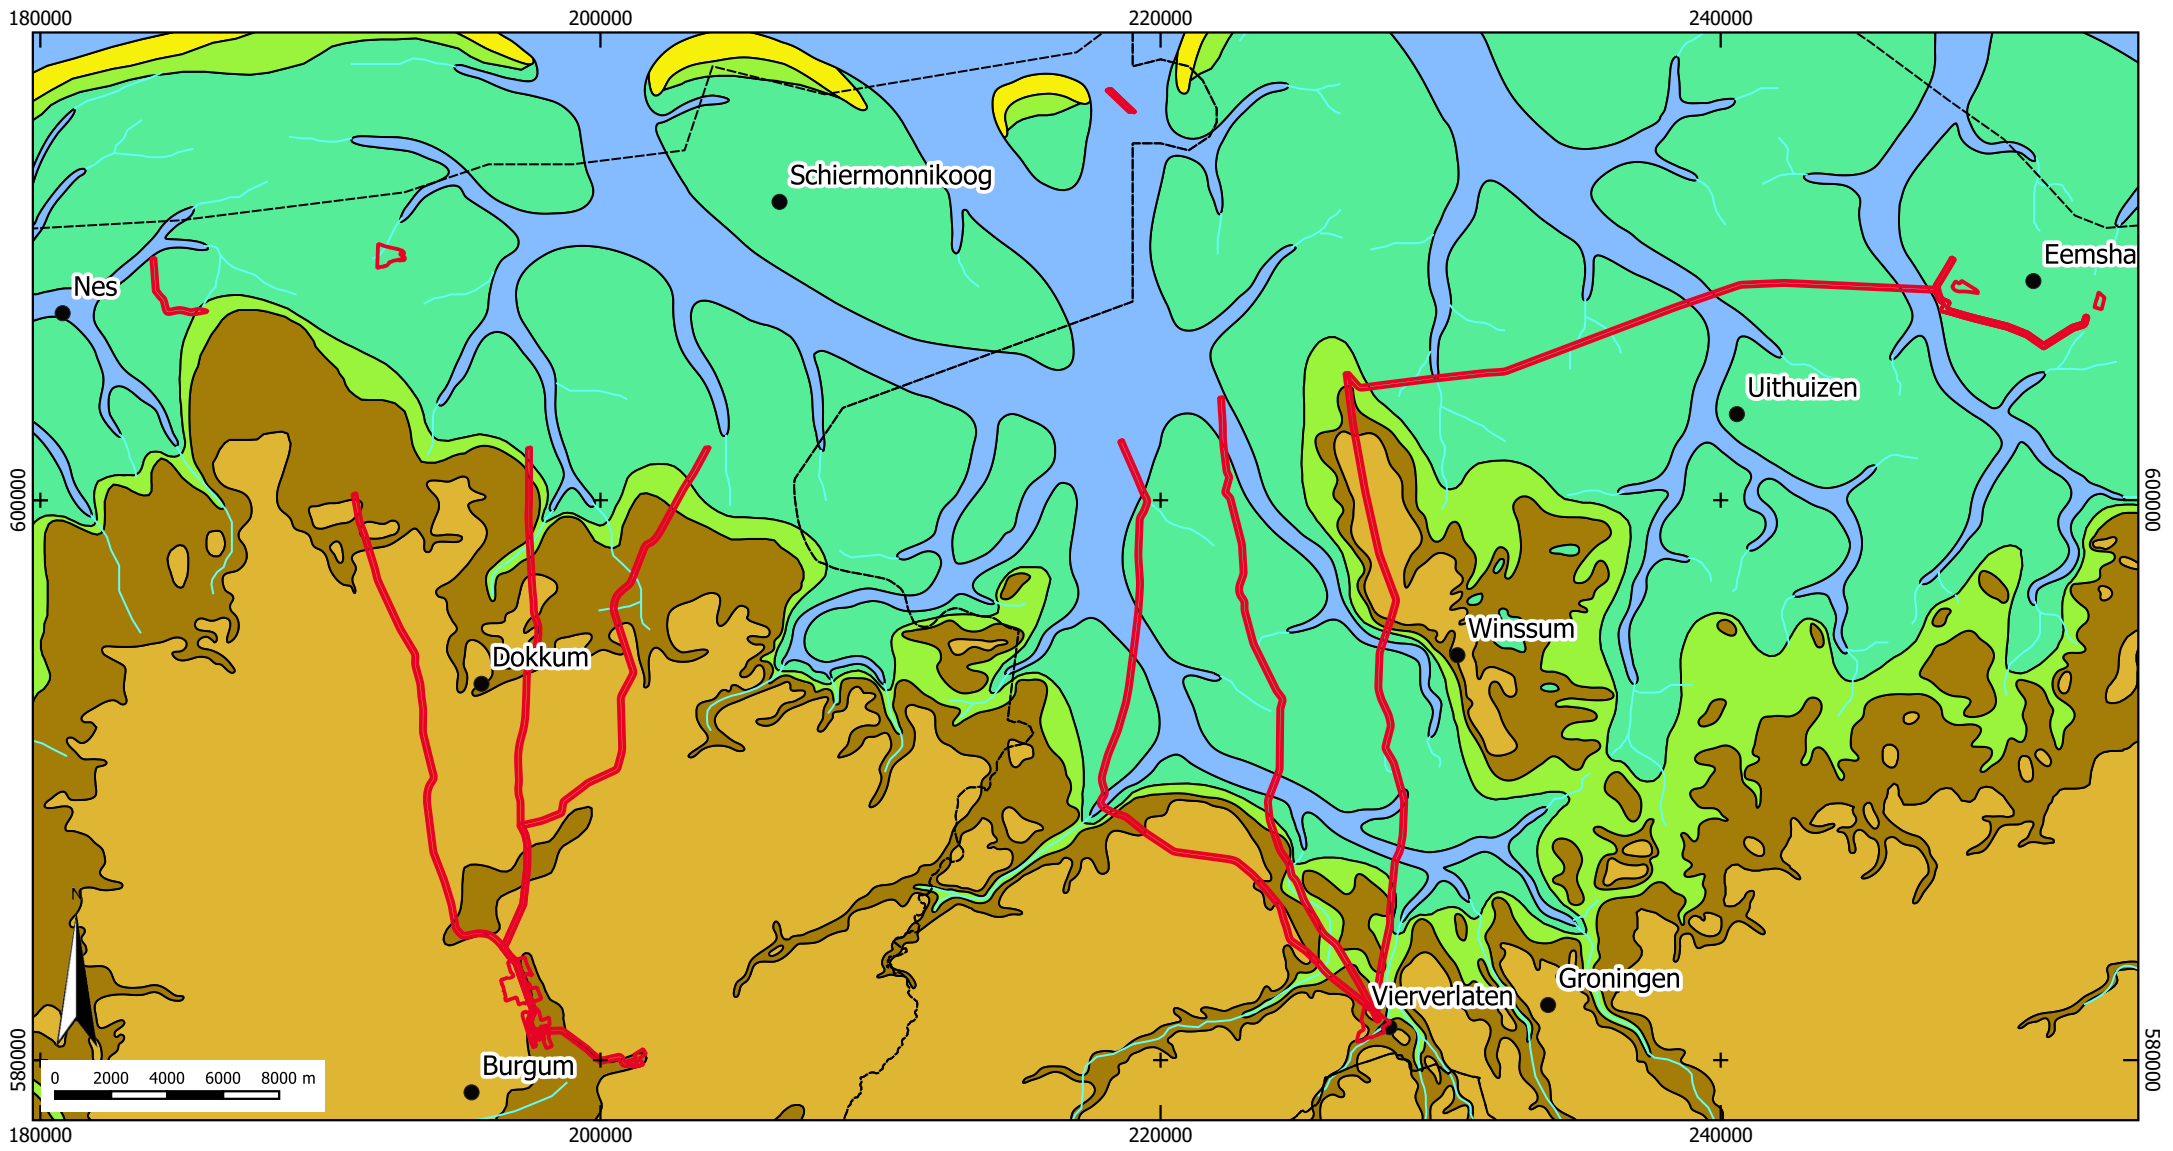 180000 200000 220000 240000
Schiermonnikoog
Eemsha
Nes
Uithuizen
600000 600000
Winssum
Dokkum
N
Groningen
Vierverlaten
Burgum
580000 580000
0 2000 4000 6000 8000 m
180000 200000 220000 240000